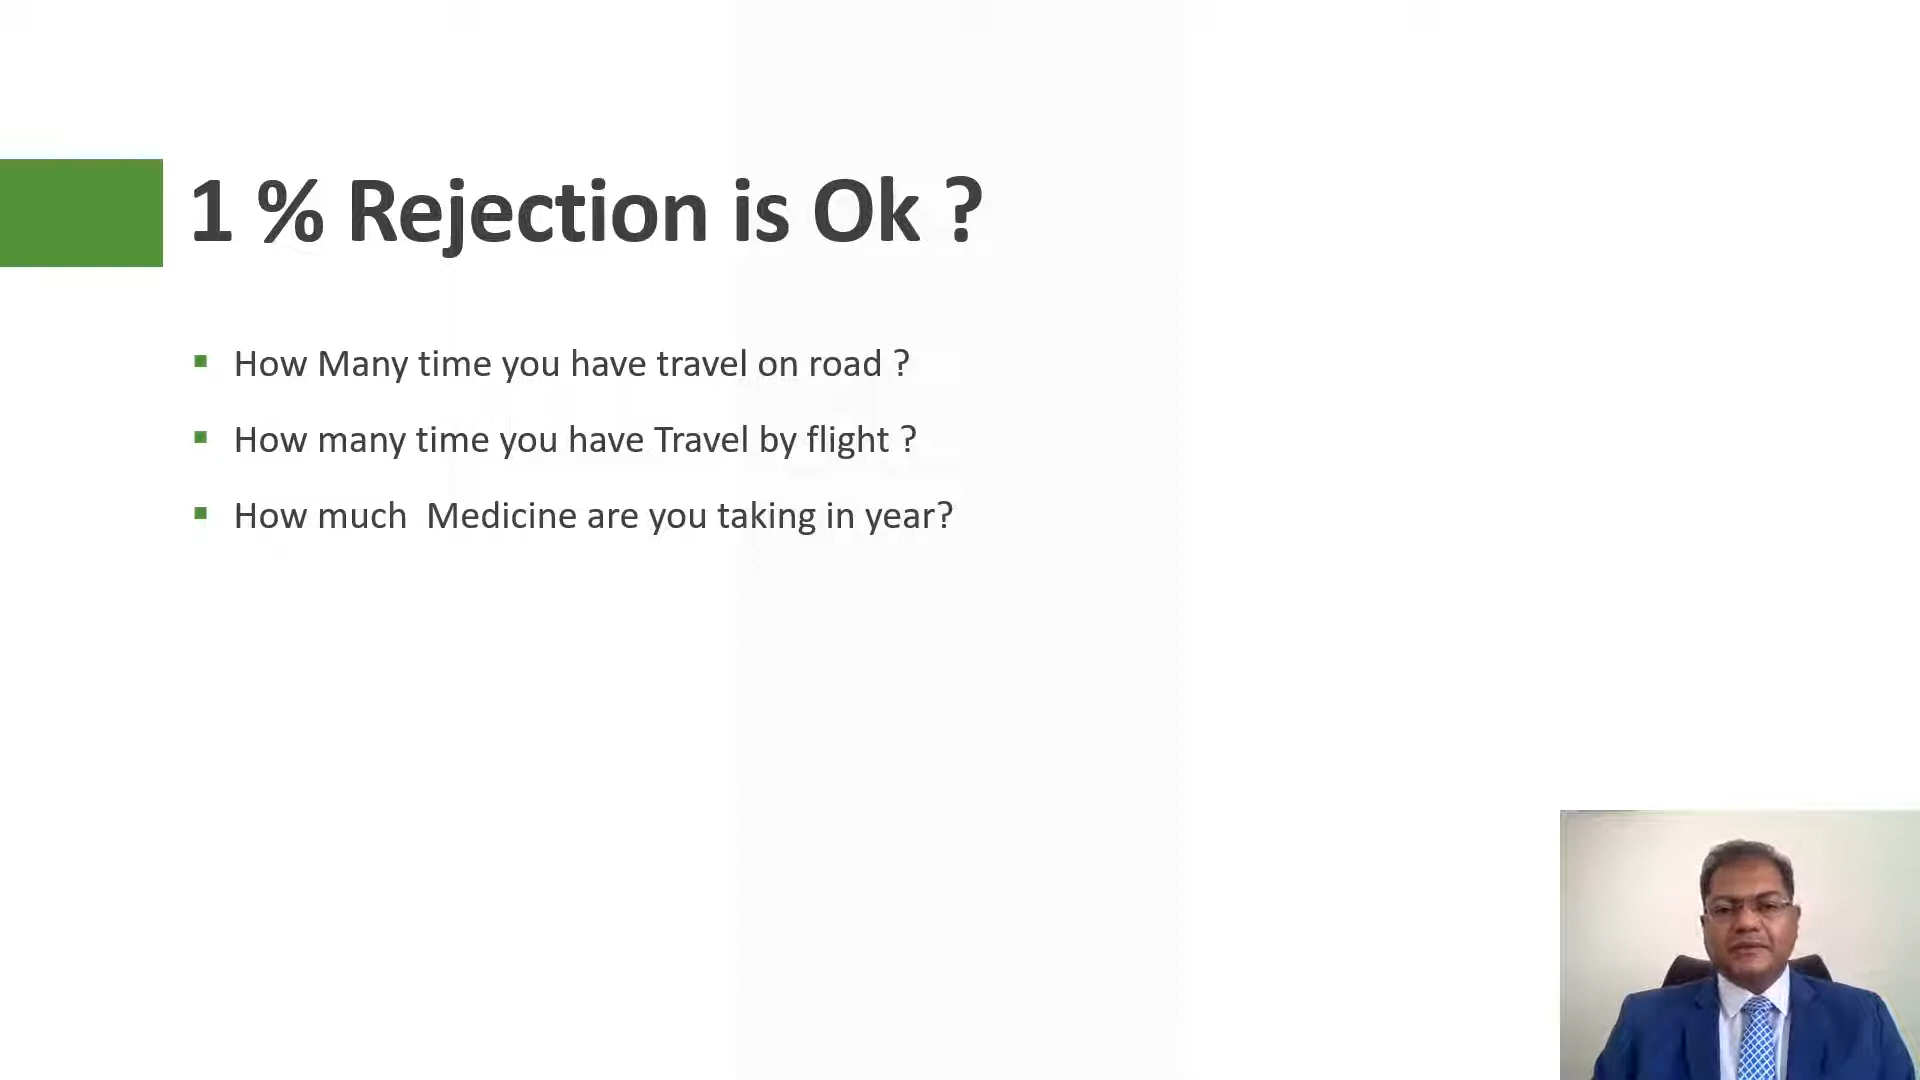 1 % Rejection is Ok ?
How Many time you have travel on road ?
How many time you have Travel by flight ?
How much  Medicine are you taking in year?